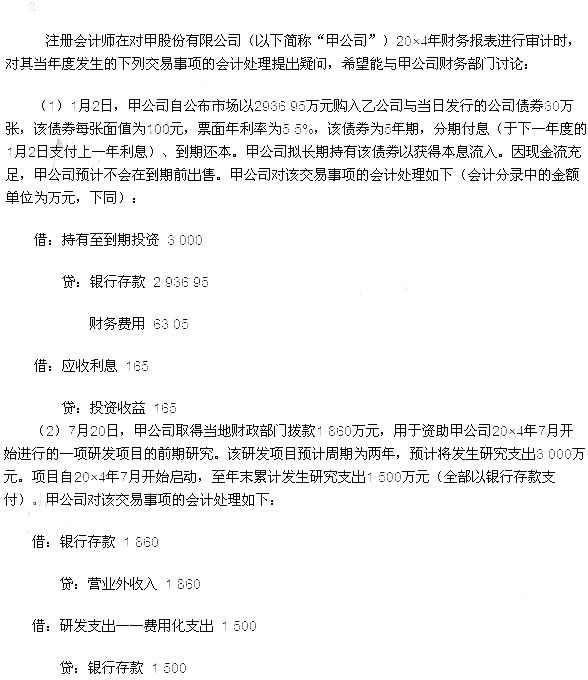 2.
注册会计师在对甲股份有限公司（以下简称“甲公司”）20×4年财务报表进行审计时，
对其当年度发生的下列交易事项的会计处理提出疑问，希望能与甲公司财务部门讨论：
（1）1月2日，甲公司自公布市场以2936 95万元购入乙公司与当日发行的公司债券30万
张，该债券每张面值为100元，票面年利率为5 5%，该债券为5年期，分期付息（于下一年度的
1月2日支付上一年利息）、到期还本。甲公司拟长期持有该债券以获得本息流入。因现金流充
足，甲公司预计不会在到期前出售。甲公司对该交易事项的会计处理如下（会计分录中的金额
单位为万元，下同）：
借：持有至到期投资 3 000
贷：银行存款 2 936 95
财务费用 63 05
借：应收利息 165
贷：投资收益 165
（2）7月20日，甲公司取得当地财政部门拨款1 860万元，用于资助甲公司20×4年7月开
始进行的一项研发项目的前期研究。该研发项目预计周期为两年，预计将发生研究支出3 000万
元。项目自20×4年7月开始启动，至年末累计发生研究支出1 500万元（全部以银行存款支
付）。甲公司对该交易事项的会计处理如下：
借：银行存款 1 860
贷：营业外收入 1 860
借：研发支出——费用化支出 1 500
贷：银行存款 1 500